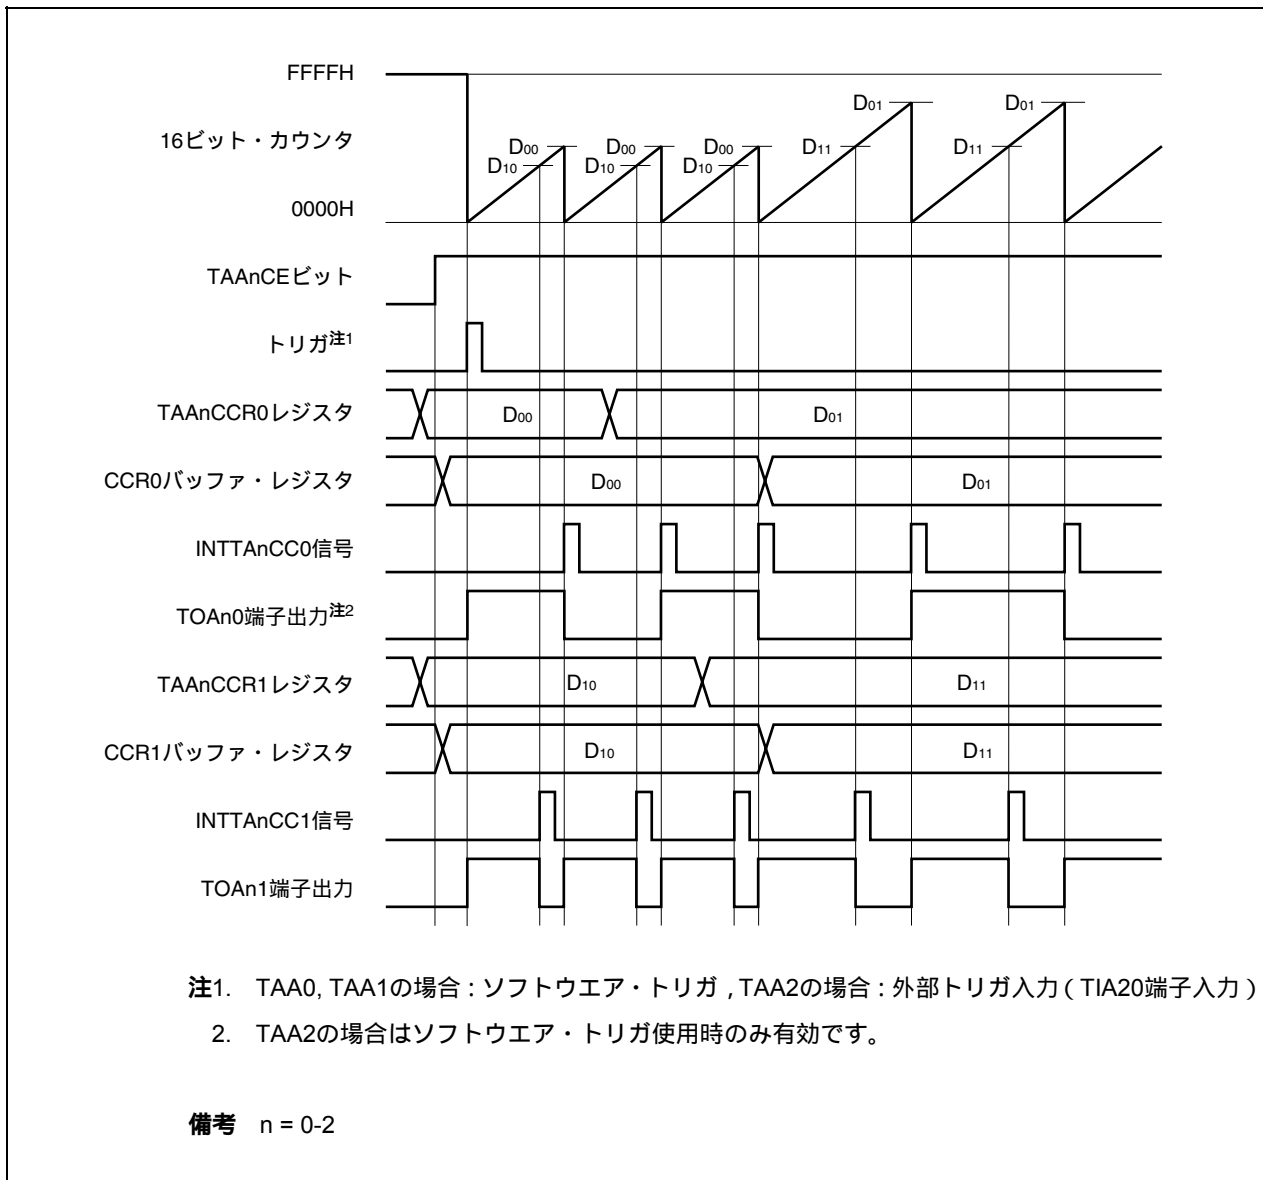 FFFFH
D01 D01
16ビット・カウンタ D00 D00 D00 D11 D11
D10 D10 D10
0000H
TAAnCEビット
トリガ注1
TAAnCCR0レジスタ D00 D01
CCR0バッファ・レジスタ D00 D01
INTTAnCC0信号
TOAn0端子出力注2
TAAnCCR1レジスタ D10 D11
CCR1バッファ・レジスタ D10 D11
INTTAnCC1信号
TOAn1端子出力
注1. TAA0, TAA1の場合:ソフトウエア・トリガ,TAA2の場合:外部トリガ入力(TIA20端子入力)
2. TAA2の場合はソフトウエア・トリガ使用時のみ有効です。
備考 n = 0-2